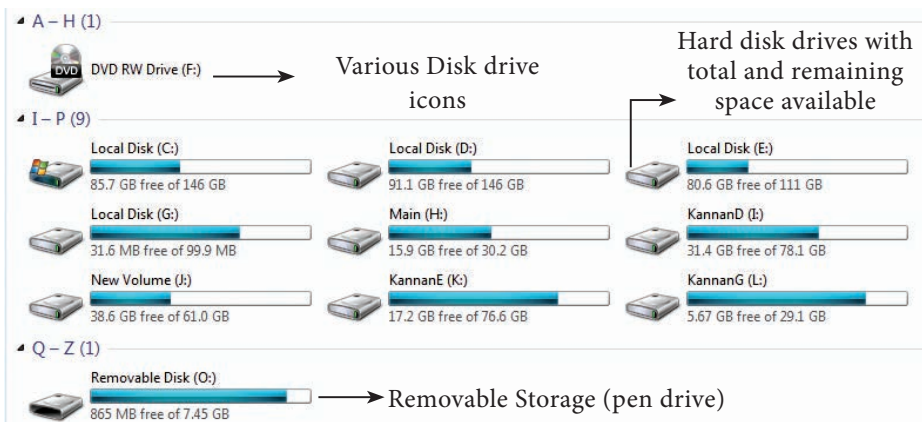 A – H (1)
DVD RW Drive (F:)
Various Disk drive
icons
Hard disk drives with
total and remaining
space available
I – P (9)
Local Disk (C:)
85.7 GB free of 146 GB
Local Disk (D:)
91.1 GB free of 146 GB
Local Disk (E:)
80.6 GB free of 111 GB
Local Disk (G:)
31.6 MB free of 99.9 MB
Main (H:)
15.9 GB free of 30.2 GB
KannanD (I:)
31.4 GB free of 78.1 GB
New Volume (J:)
38.6 GB free of 61.0 GB
KannanE (K:)
17.2 GB free of 76.6 GB
KannanG (L:)
5.67 GB free of 29.1 GB
Q – Z (1)
Removable Disk (O:)
865 MB free of 7.45 GB
Removable Storage (pen drive)
DVD